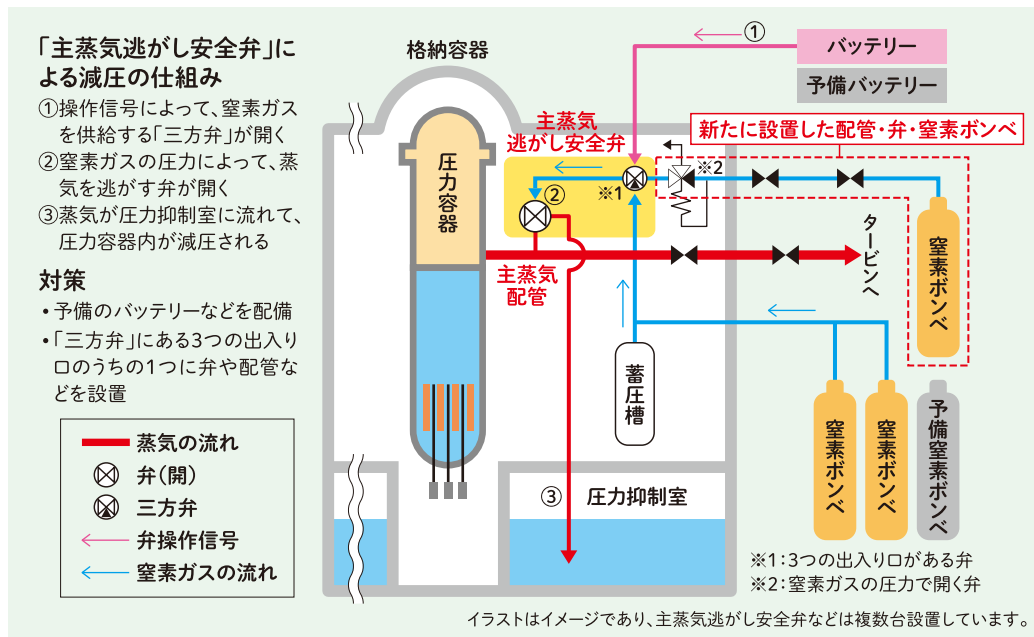 「主蒸気逃がし安全弁」に
よる減圧の仕組み
①操作信号によって、窒素ガス
を供給する「三方弁」が開く
②窒素ガスの圧力によって、蒸
気を逃がす弁が開く
③蒸気が圧力抑制室に流れて、
圧力容器内が減圧される
対策
・予備のバッテリーなどを配備
・「三方弁」にある3つの出入り
口のうちの1つに弁や配管な
どを設置
蒸気の流れ
弁(開)
三方弁
弁操作信号
窒素ガスの流れ
格納容器
圧力容器
主蒸気
逃がし安全弁
①
バッテリー
予備バッテリー
新たに設置した配管・弁・窒素ボンベ
※2
※1
②
主蒸気
配管
タービンへ
窒素ボンベ
蓄圧槽
窒素ボンベ
窒素ボンベ
予備窒素ボンベ
③
圧力抑制室
※1:3つの出入り口がある弁
※2:窒素ガスの圧力で開く弁
イラストはイメージであり、主蒸気逃がし安全弁などは複数台設置しています。